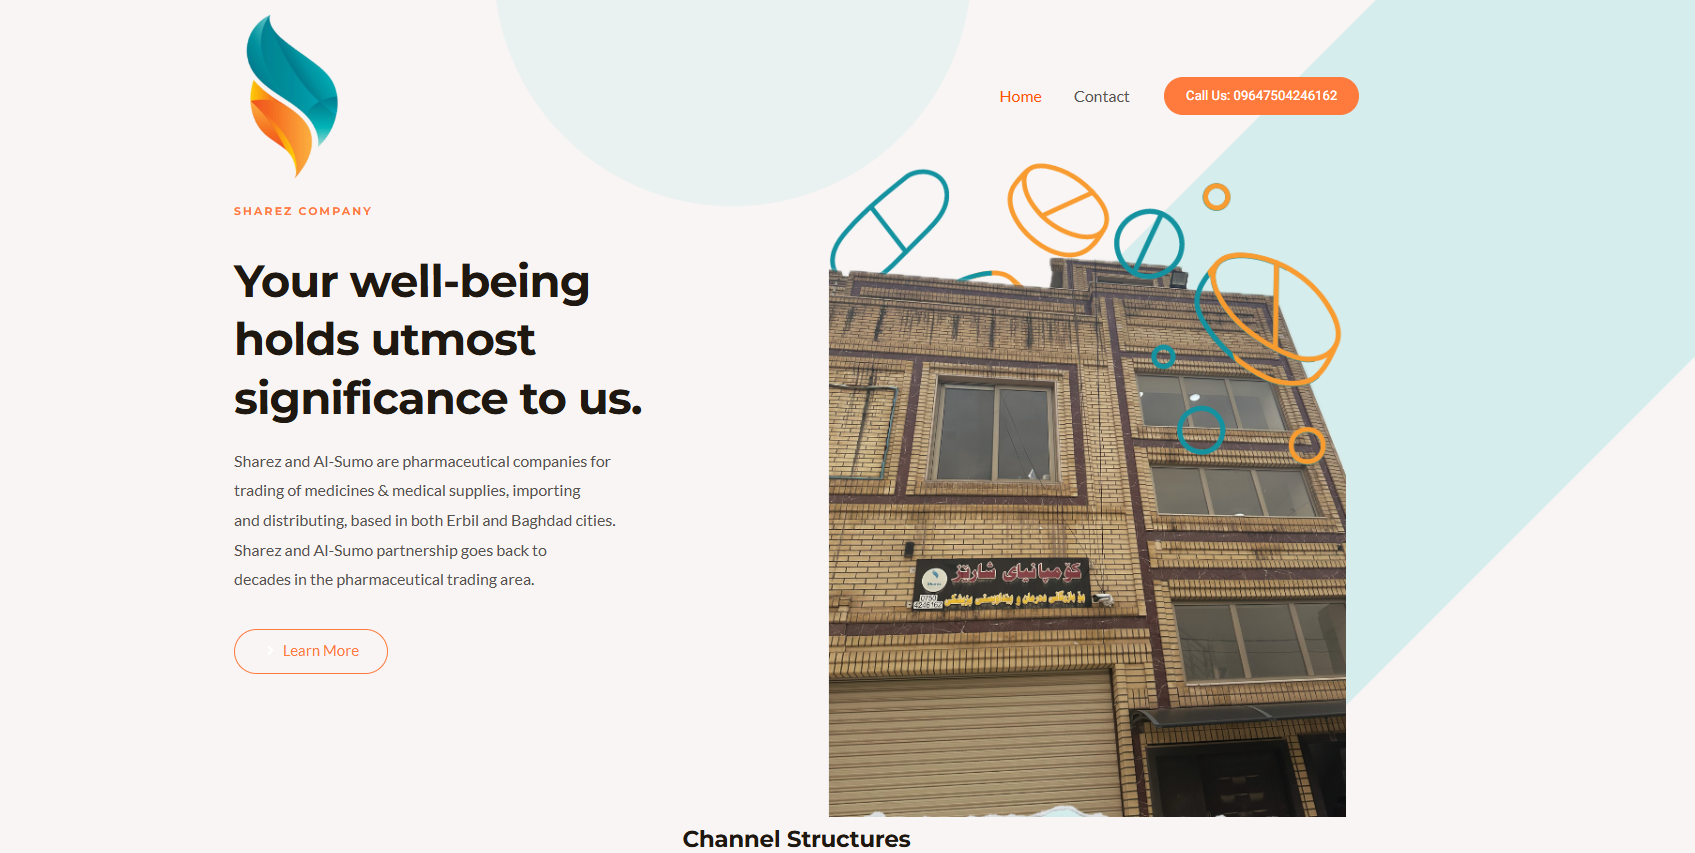 Home
Contact
Call Us: 09647504246162
SHAREZ COMPANY
Your well-being
holds utmost
significance to us.
Sharez and Al-Sumo are pharmaceutical companies for
trading of medicines & medical supplies, importing
and distributing, based in both Erbil and Baghdad cities.
Sharez and Al-Sumo partnership goes back to
decades in the pharmaceutical trading area.
Learn More
کۆمپانیای شارێز
0750
4246162
Channel Structures